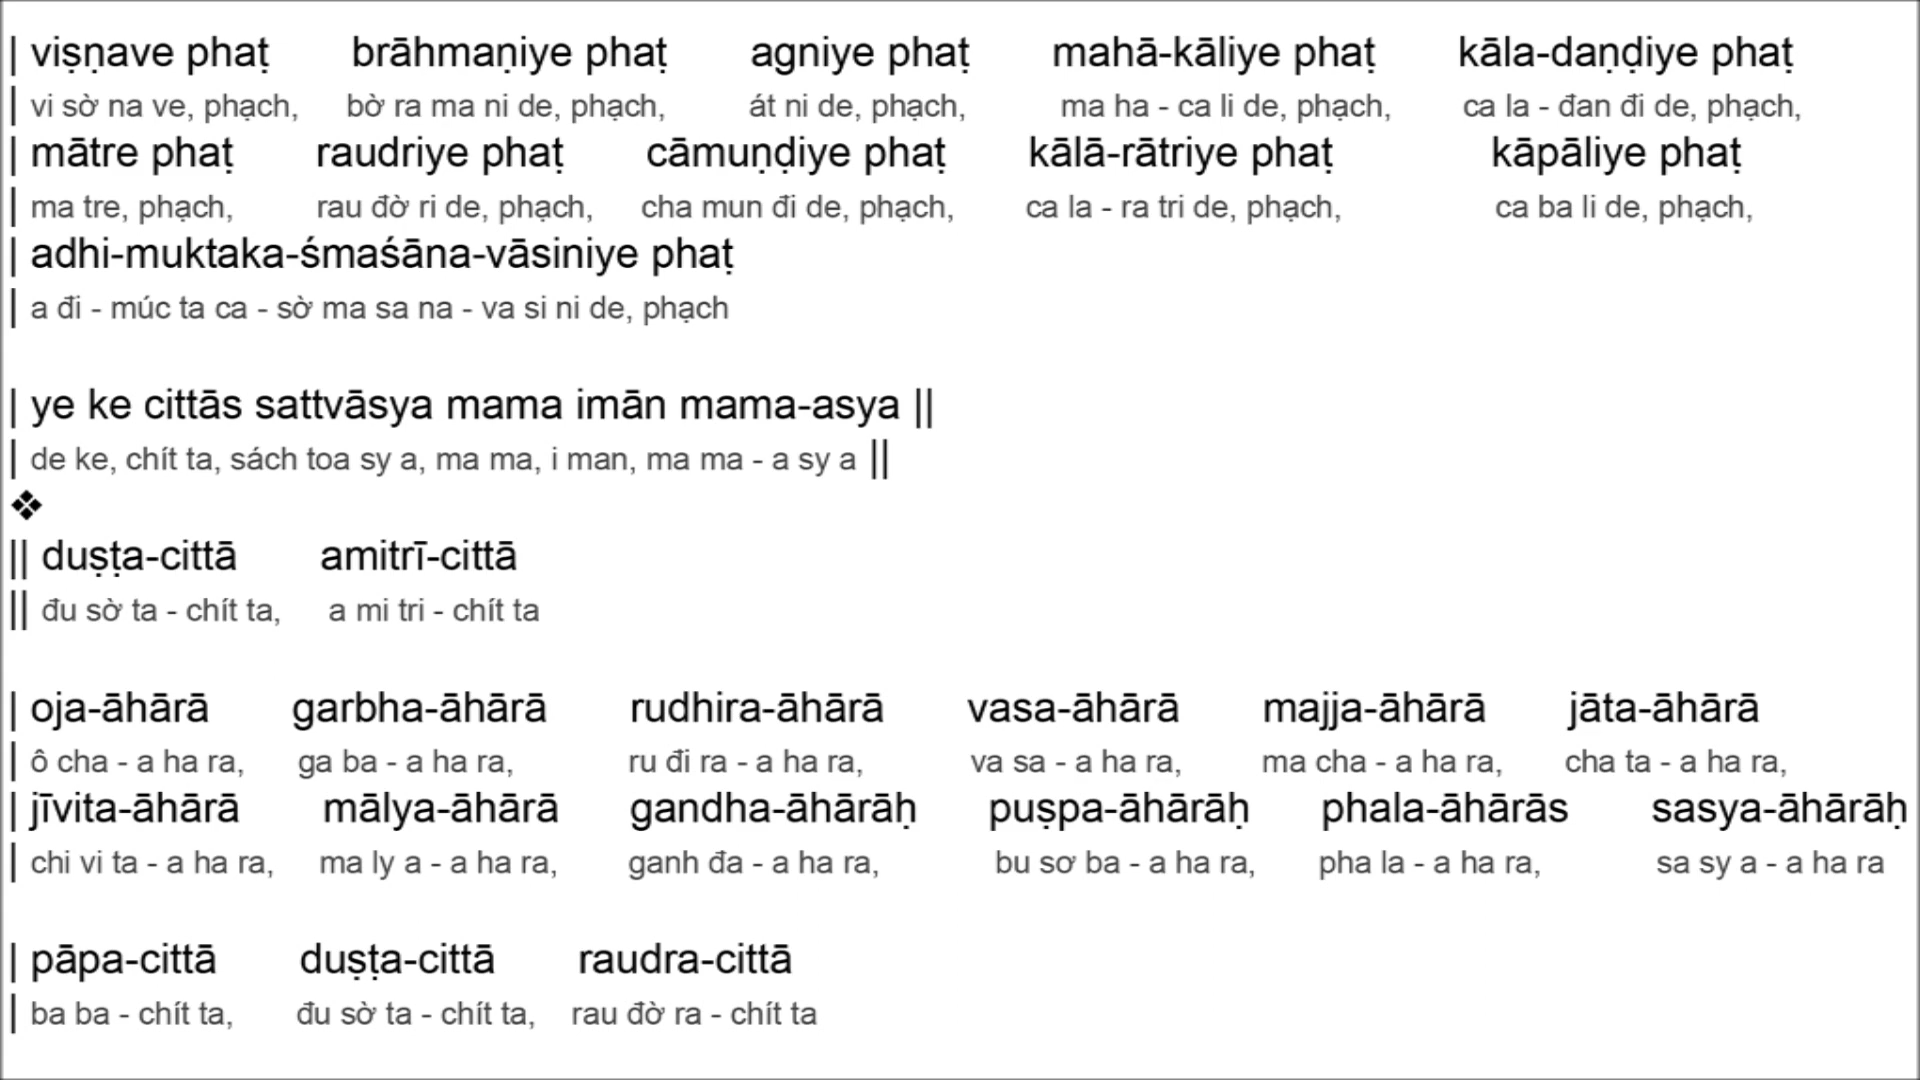 | viṣṇave phaṭ brāhmaṇiye phaṭ agniye phaṭ mahā-kāliye phaṭ kāla-daṇḍiye phaṭ
| vi sờ na ve, phạch, bờ ra ma ni de, phạch, át ni de, phạch, ma ha - ca li de, phạch, ca la - đan đi de, phạch,
| mātre phaṭ raudriye phaṭ cāmuṇḍiye phaṭ kālā-rātriye phaṭ kāpāliye phaṭ
| ma tre, phạch, rau đờ ri de, phạch, cha mun đi de, phạch, ca la - ra tri de, phạch, ca ba li de, phạch,
| adhi-muktaka-śmaśāna-vāsiniye phaṭ
| a đi - múc ta ca - sờ ma sa na - va si ni de, phạch
| ye ke cittās sattvāsya mama imān mama-asya ||
| de ke, chít ta, sách toa sy a, ma ma, i man, ma ma - a sy a ||
❖
|| duṣṭa-cittā amitrī-cittā
|| đu sờ ta - chít ta, a mi tri - chít ta
| oja-āhārā garbha-āhārā rudhira-āhārā vasa-āhārā majja-āhārā jāta-āhārā
| ô cha - a ha ra, ga ba - a ha ra, ru đi ra - a ha ra, va sa - a ha ra, ma cha - a ha ra, cha ta - a ha ra,
| jīvita-āhārā mālya-āhārā gandha-āhārāḥ puṣpa-āhārāḥ phala-āhārās sasya-āhārāḥ
| chi vi ta - a ha ra, ma ly a - a ha ra, ganh đa - a ha ra, bu sơ ba - a ha ra, pha la - a ha ra, sa sy a - a ha ra
| pāpa-cittā duṣṭa-cittā raudra-cittā
| ba ba - chít ta, đu sờ ta - chít ta, rau đờ ra - chít ta